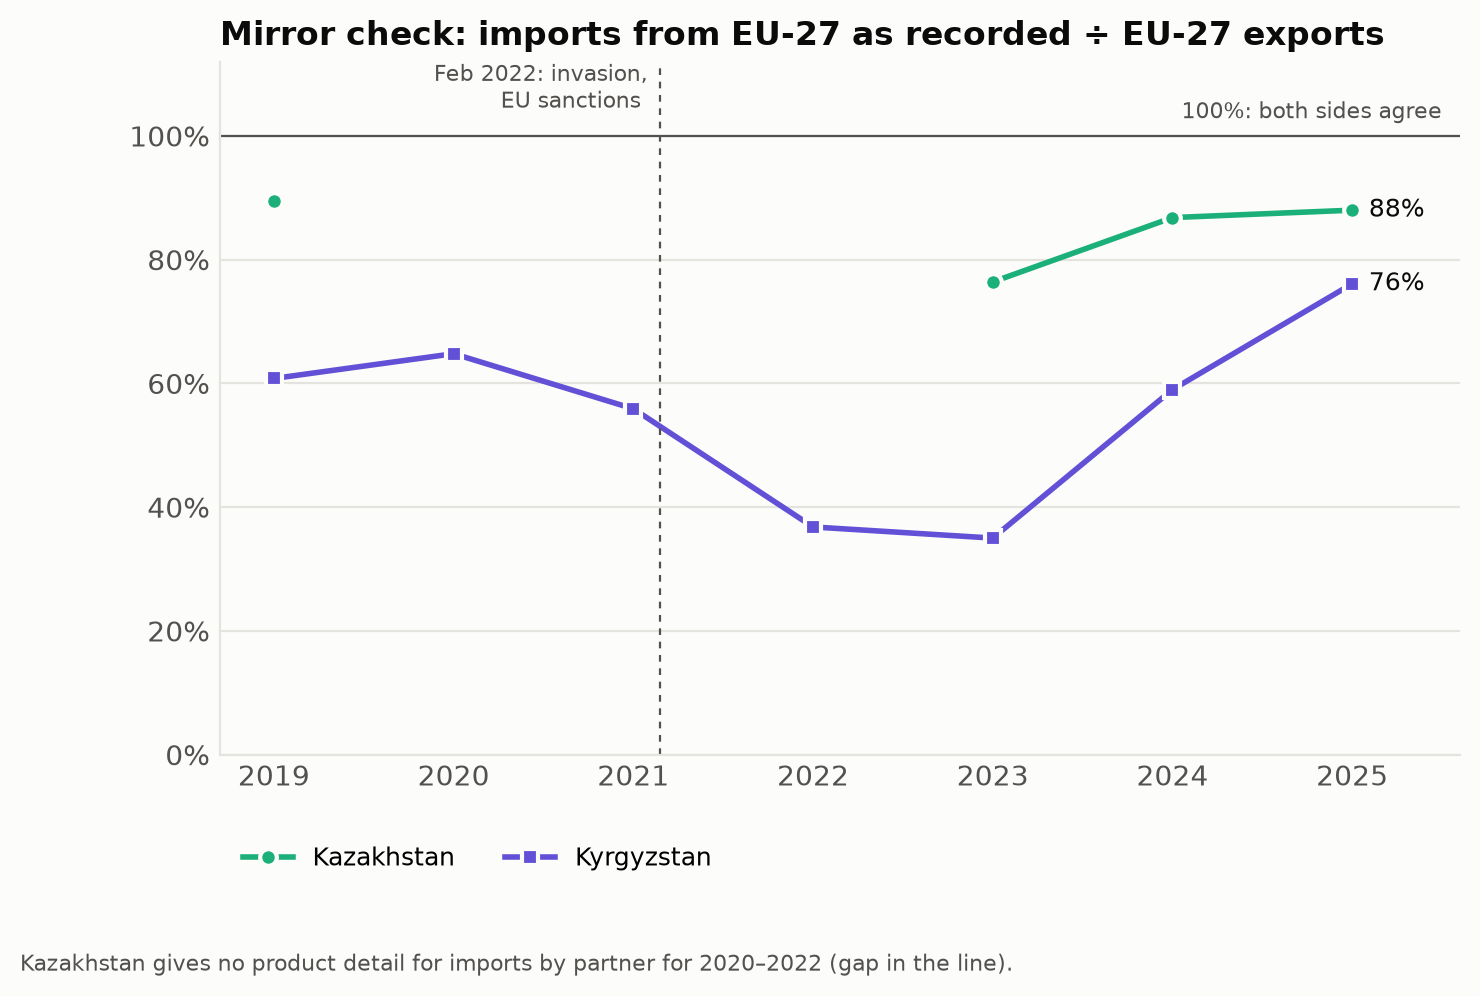 Mirror check: imports from EU-27 as recorded ÷ EU-27 exports
Feb 2022: invasion,
EU sanctions
100%: both sides agree
100%
80%
60%
40%
20%
0%
88%
76%
2019 2020 2021 2022 2023 2024 2025
Kazakhstan Kyrgyzstan
Kazakhstan gives no product detail for imports by partner for 2020–2022 (gap in the line).